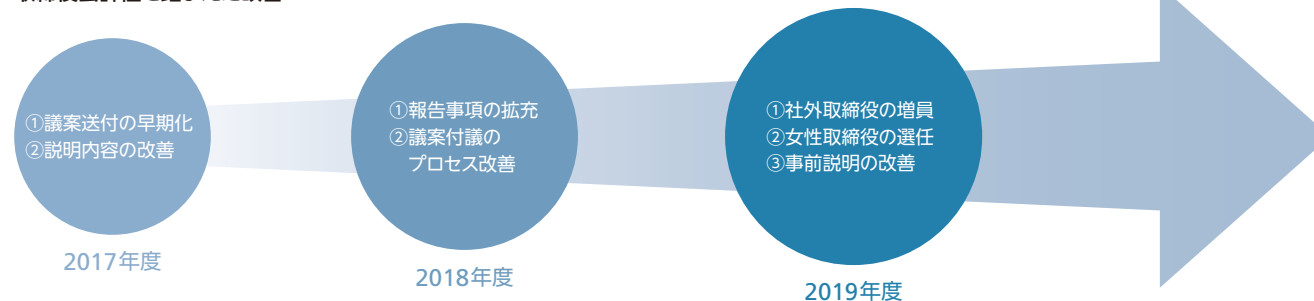 ①議案送付の早期化
②説明内容の改善
2017年度
①報告事項の拡充
②議案付議の
プロセス改善
2018年度
①社外取締役の増員
②女性取締役の選任
③事前説明の改善
2019年度